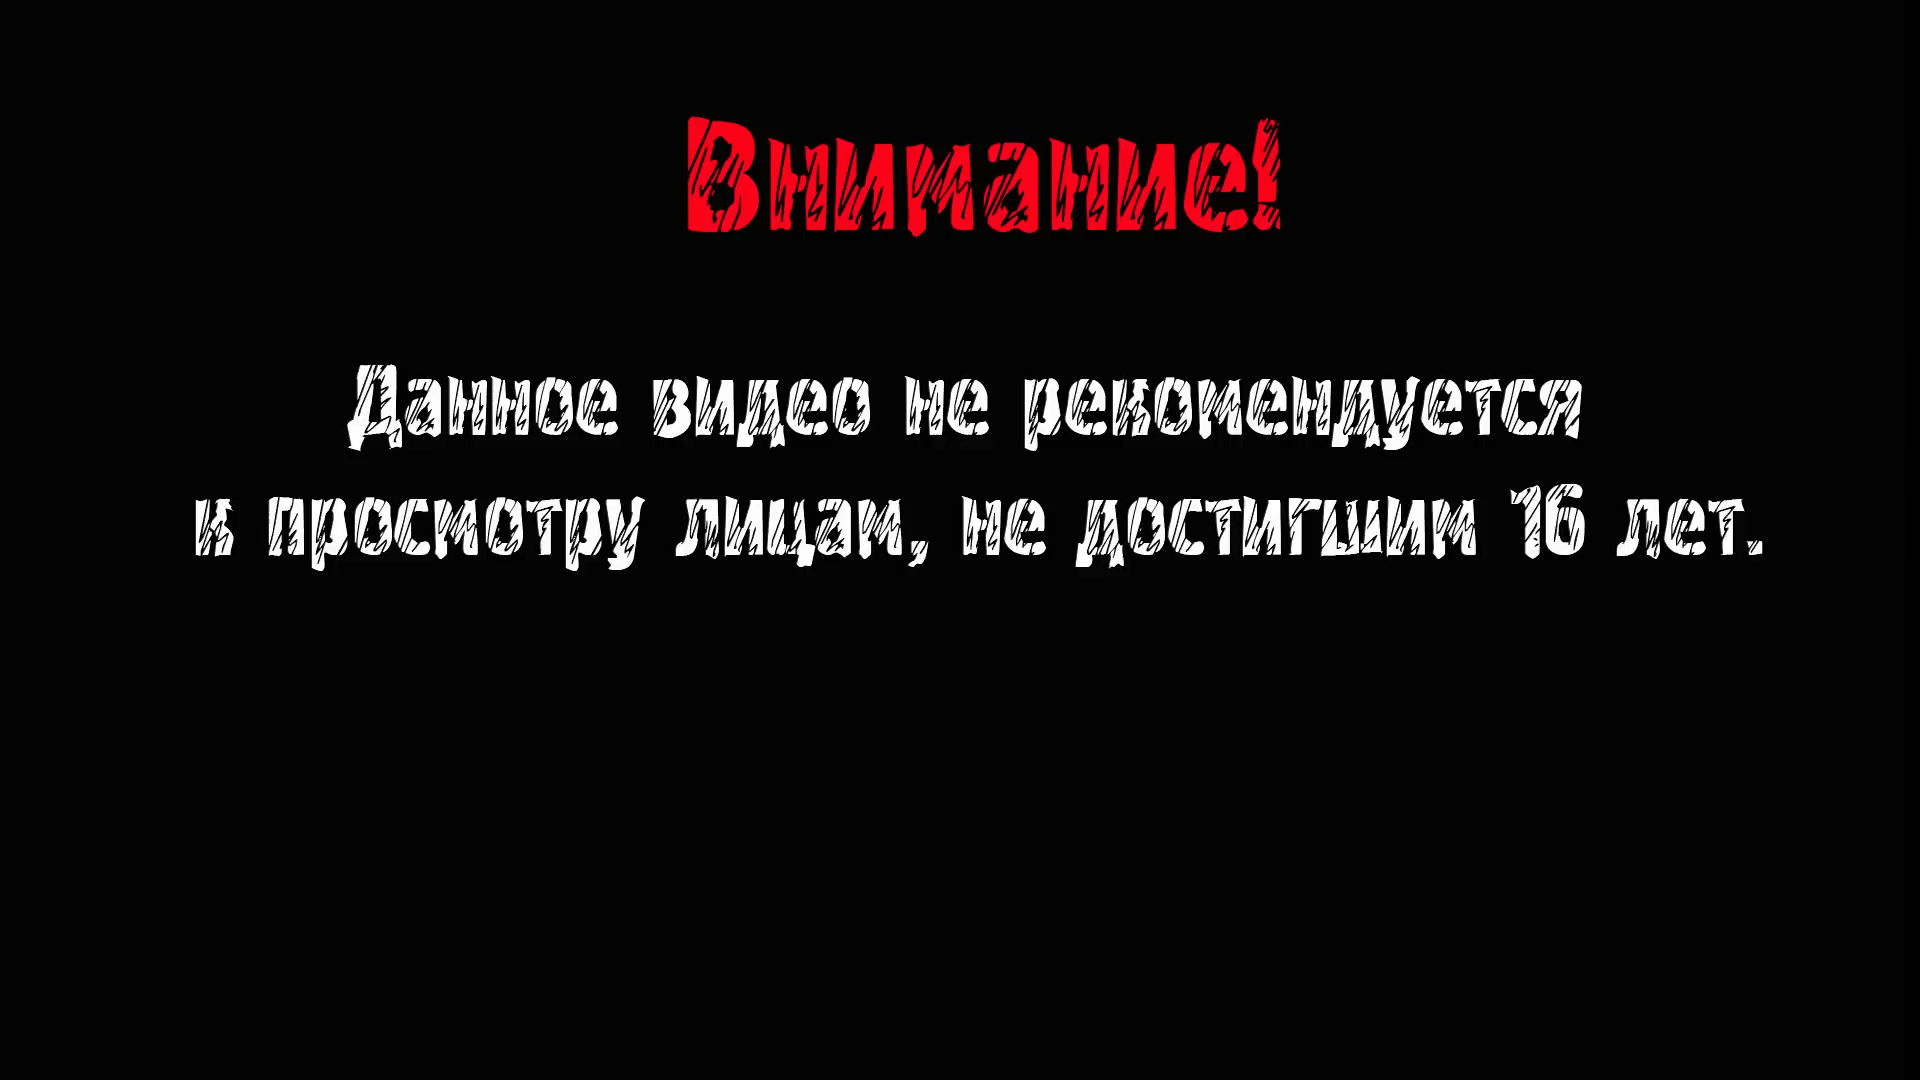 Внимание!
Данное видео не рекомендуется
к просмотру лицам, не достигшим 16 лет.